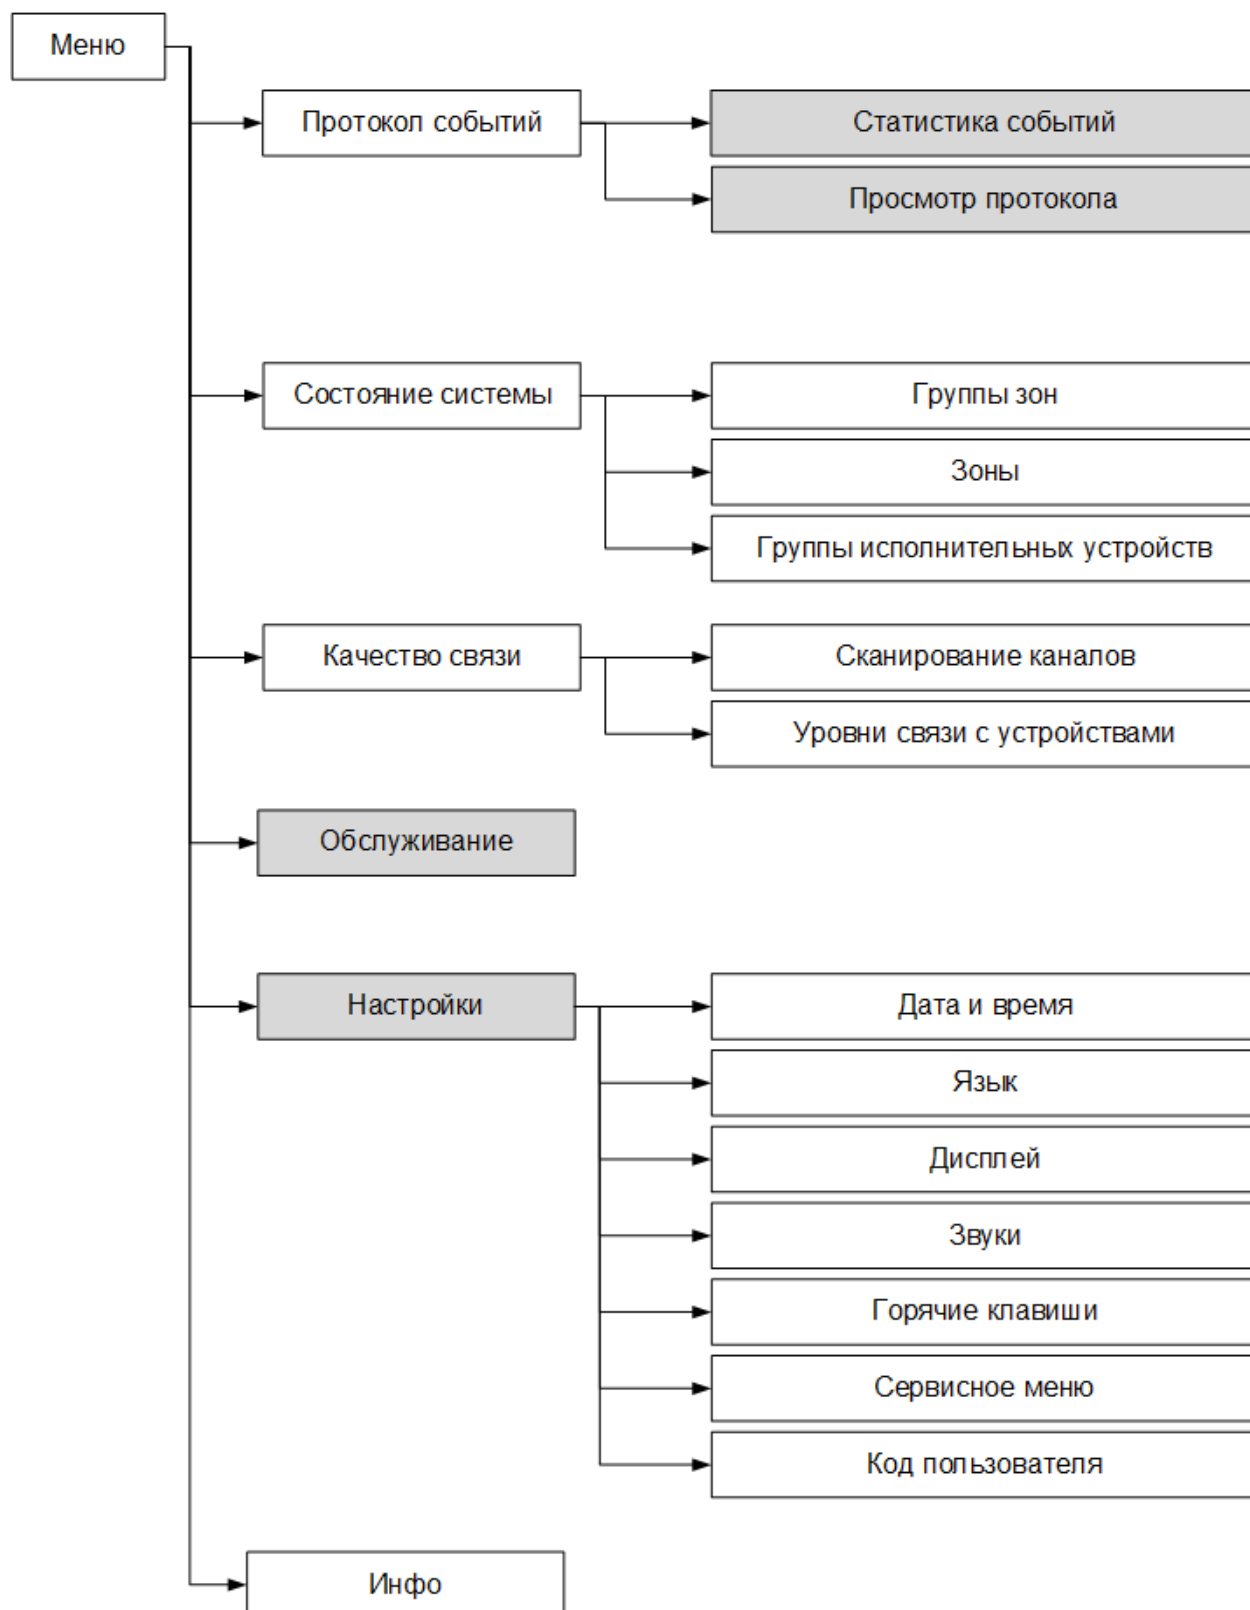 Меню
Протокол событий
Статистика событий
Просмотр протокола
Состояние системы
Группы зон
Зоны
Группы исполнительных устройств
Качество связи
Сканирование каналов
Уровни связи с устройствами
Обслуживание
Настройки
Дата и время
Язык
Дисплей
Звуки
Горячие клавиши
Сервисное меню
Код пользователя
Инфо